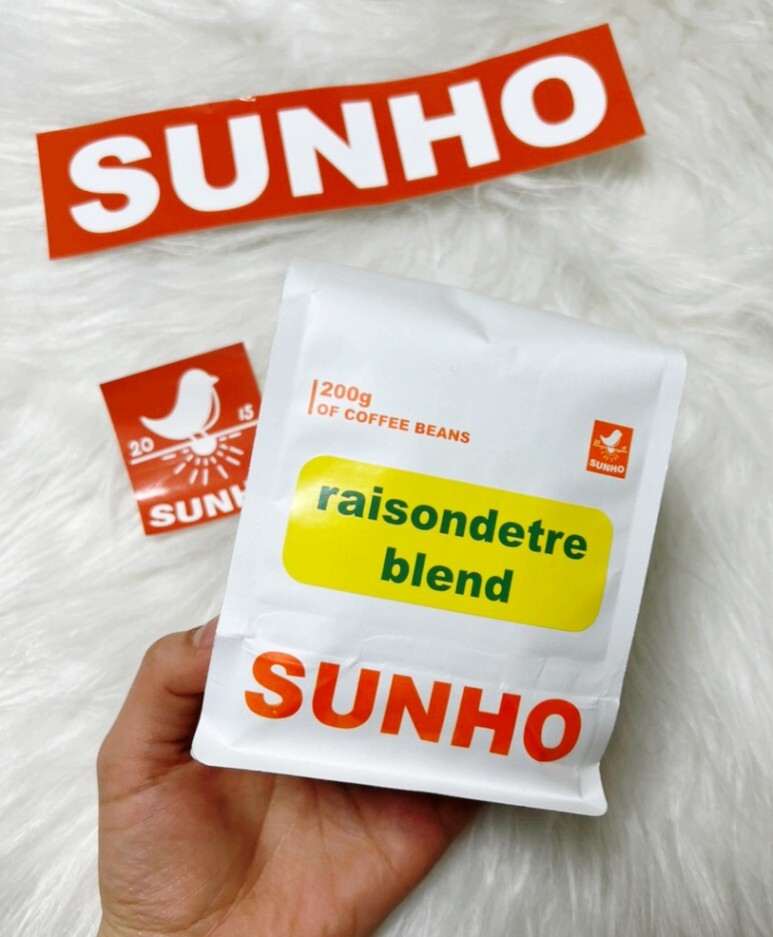 SUNHO
20 15
SUNH
200g
OF COFFEE BEANS
SUNHO
raisondetre
blend
SUNHO